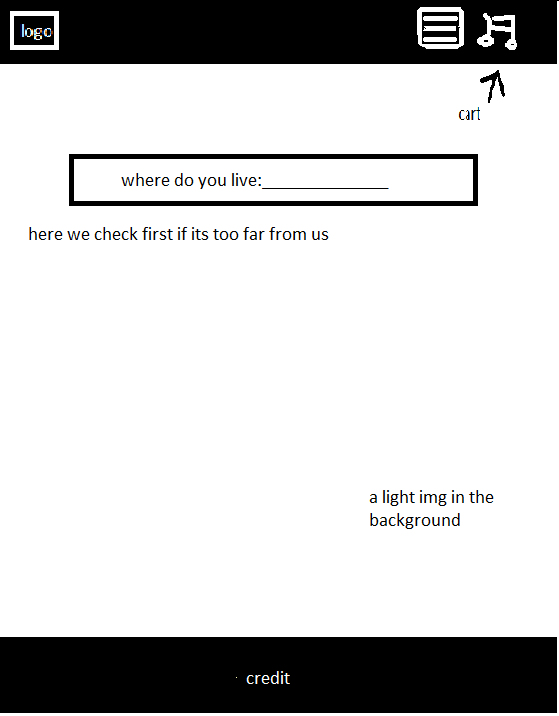 logo
cart
where do you live:______________
here we check first if its too far from us
a light img in the
background
credit